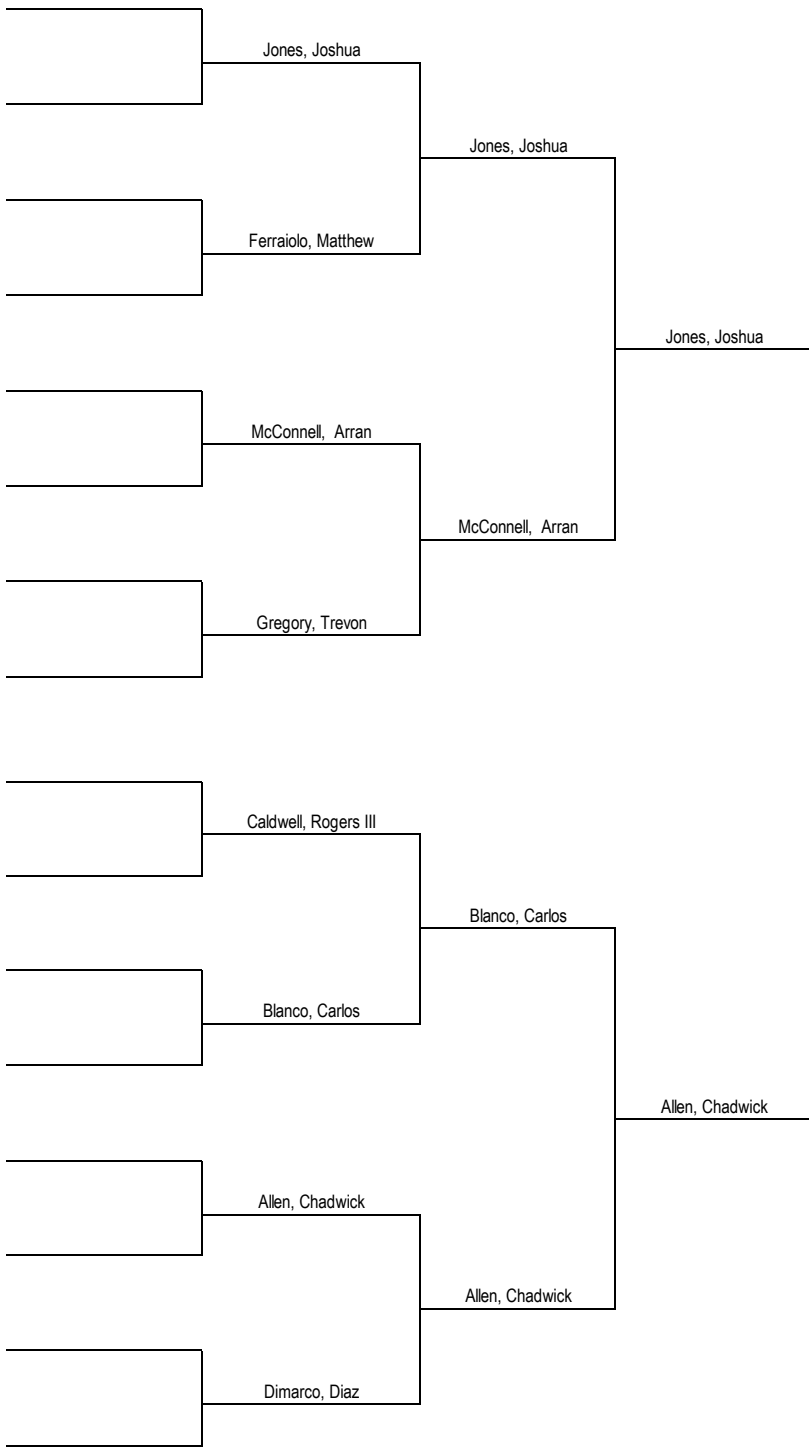 Jones, Joshua
Jones, Joshua
Ferraiolo, Matthew
Jones, Joshua
McConnell,  Arran
McConnell,  Arran
Gregory, Trevon
Caldwell, Rogers III
Blanco, Carlos
Blanco, Carlos
Allen, Chadwick
Allen, Chadwick
Allen, Chadwick
Dimarco, Diaz